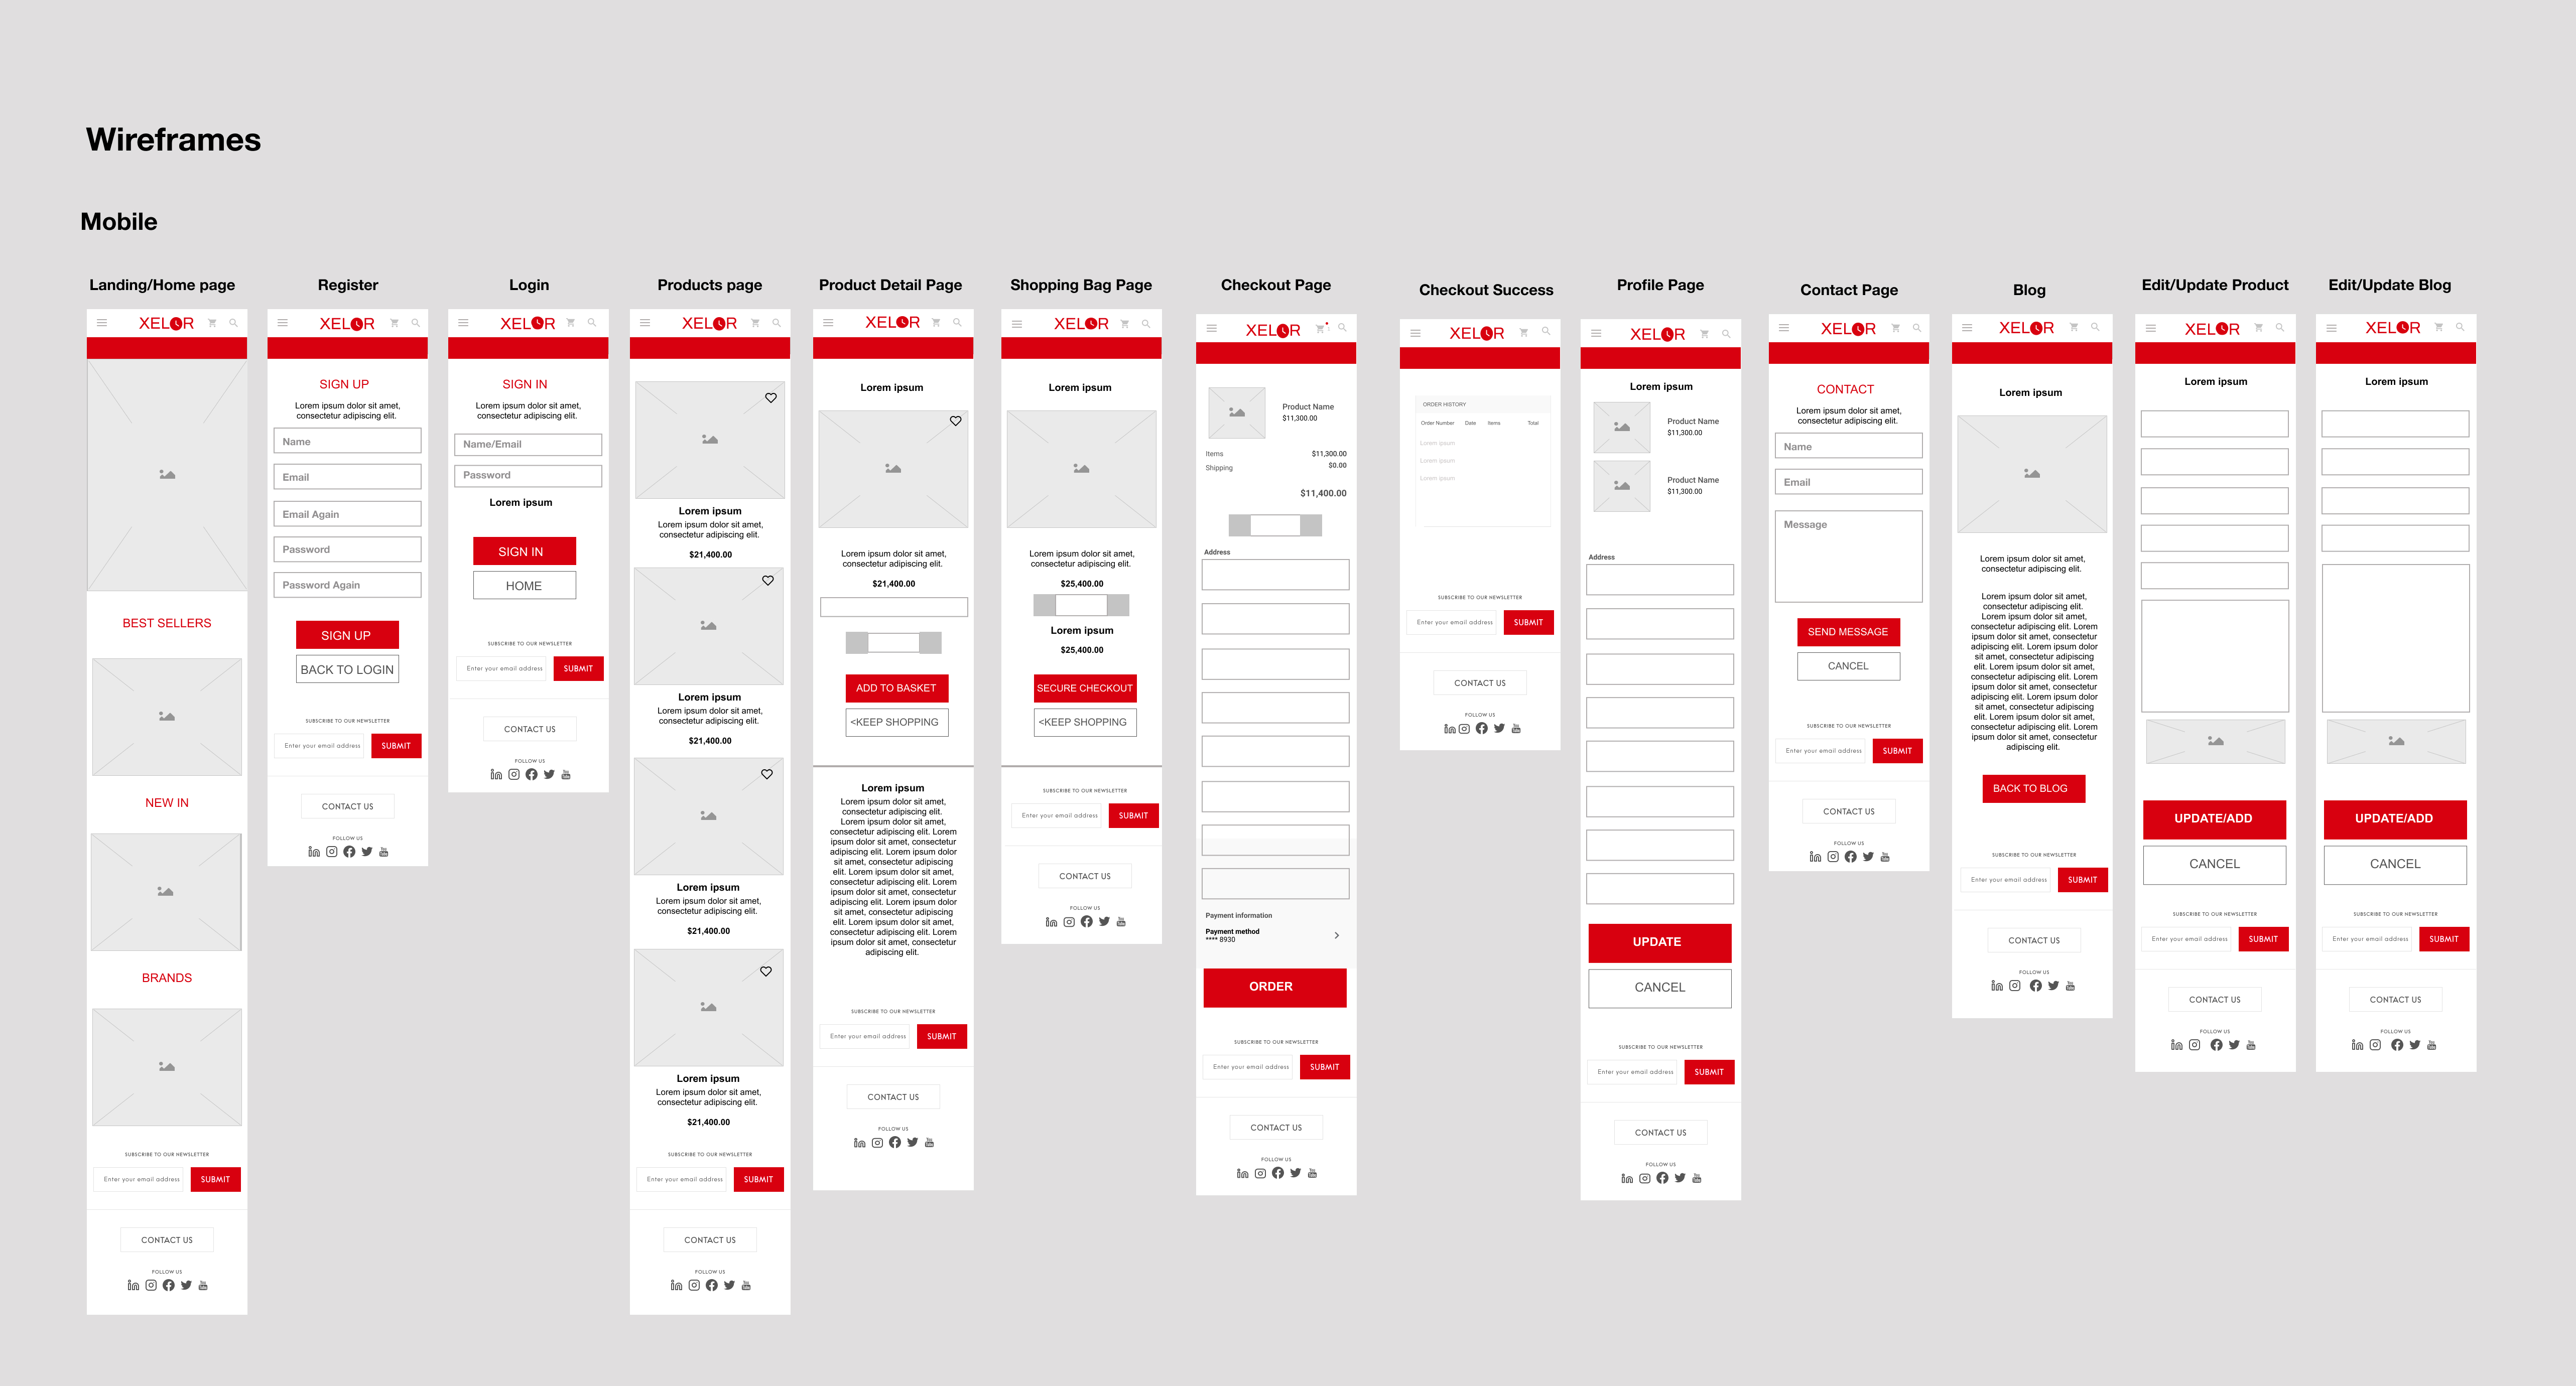 Wireframes
Mobile
Landing/Home page
XELOR
BEST SELLERS
NEW IN
BRANDS
SUBSCRIBE TO OUR NEWSLETTER
Enter your email address
SUBMIT
CONTACT US
FOLLOW US
Register
XELOR
SIGN UP
Lorem ipsum dolor sit amet,
consectetur adipiscing elit.
Name
Email
Email Again
Password
Password Again
SIGN UP
BACK TO LOGIN
SUBSCRIBE TO OUR NEWSLETTER
Enter your email address
SUBMIT
CONTACT US
FOLLOW US
Login
XELOR
SIGN IN
Lorem ipsum dolor sit amet,
consectetur adipiscing elit.
Name/Email
Password
Lorem ipsum
SIGN IN
HOME
SUBSCRIBE TO OUR NEWSLETTER
Enter your email address
SUBMIT
CONTACT US
FOLLOW US
Products page
XELOR
Lorem ipsum
Lorem ipsum dolor sit amet,
consectetur adipiscing elit.
$21,400.00
Lorem ipsum
Lorem ipsum dolor sit amet,
consectetur adipiscing elit.
$21,400.00
Lorem ipsum
Lorem ipsum dolor sit amet,
consectetur adipiscing elit.
$21,400.00
Lorem ipsum
Lorem ipsum dolor sit amet,
consectetur adipiscing elit.
$21,400.00
SUBSCRIBE TO OUR NEWSLETTER
Enter your email address
SUBMIT
CONTACT US
FOLLOW US
Product Detail Page
XELOR
Lorem ipsum
Lorem ipsum dolor sit amet,
consectetur adipiscing elit.
$21,400.00
ADD TO BASKET
<KEEP SHOPPING
Lorem ipsum
Lorem ipsum dolor sit amet,
consectetur adipiscing elit.
Lorem ipsum dolor sit amet,
consectetur adipiscing elit. Lorem
ipsum dolor sit amet, consectetur
adipiscing elit. Lorem ipsum dolor
sit amet, consectetur adipiscing
elit. Lorem ipsum dolor sit amet,
consectetur adipiscing elit. Lorem
ipsum dolor sit amet, consectetur
adipiscing elit. Lorem ipsum dolor
sit amet, consectetur adipiscing
elit. Lorem ipsum dolor sit amet,
consectetur adipiscing elit. Lorem
ipsum dolor sit amet, consectetur
adipiscing elit.
SUBSCRIBE TO OUR NEWSLETTER
Enter your email address
SUBMIT
CONTACT US
FOLLOW US
Shopping Bag Page
XELOR
Lorem ipsum
Lorem ipsum dolor sit amet,
consectetur adipiscing elit.
$25,400.00
Lorem ipsum
$25,400.00
SECURE CHECKOUT
<KEEP SHOPPING
SUBSCRIBE TO OUR NEWSLETTER
Enter your email address
SUBMIT
CONTACT US
FOLLOW US
Checkout Page
XELOR
Product Name
$11,300.00
Items $11,300.00
Shipping $0.00
$11,400.00
Address
Payment information
Payment method
**** 8930
ORDER
SUBSCRIBE TO OUR NEWSLETTER
Enter your email address
SUBMIT
CONTACT US
FOLLOW US
Checkout Success
XELOR
ORDER HISTORY
Order Number Date Items Total
Lorem ipsum
Lorem ipsum
Lorem ipsum
SUBSCRIBE TO OUR NEWSLETTER
Enter your email address
SUBMIT
CONTACT US
FOLLOW US
Profile Page
XELOR
Lorem ipsum
Product Name
$11,300.00
Product Name
$11,300.00
Address
UPDATE
CANCEL
SUBSCRIBE TO OUR NEWSLETTER
Enter your email address
SUBMIT
CONTACT US
FOLLOW US
Contact Page
XELOR
CONTACT
Lorem ipsum dolor sit amet,
consectetur adipiscing elit.
Name
Email
Message
SEND MESSAGE
CANCEL
SUBSCRIBE TO OUR NEWSLETTER
Enter your email address
SUBMIT
CONTACT US
FOLLOW US
Blog
XELOR
Lorem ipsum
Lorem ipsum dolor sit amet,
consectetur adipiscing elit.
Lorem ipsum dolor sit amet,
consectetur adipiscing elit.
Lorem ipsum dolor sit amet,
consectetur adipiscing elit. Lorem
ipsum dolor sit amet, consectetur
adipiscing elit. Lorem ipsum dolor
sit amet, consectetur adipiscing
elit. Lorem ipsum dolor sit amet,
consectetur adipiscing elit. Lorem
ipsum dolor sit amet, consectetur
adipiscing elit. Lorem ipsum dolor
sit amet, consectetur adipiscing
elit. Lorem ipsum dolor sit amet,
consectetur adipiscing elit. Lorem
ipsum dolor sit amet, consectetur
adipiscing elit.
BACK TO BLOG
SUBSCRIBE TO OUR NEWSLETTER
Enter your email address
SUBMIT
CONTACT US
FOLLOW US
Edit/Update Product
XELOR
Lorem ipsum
UPDATE/ADD
CANCEL
SUBSCRIBE TO OUR NEWSLETTER
Enter your email address
SUBMIT
CONTACT US
FOLLOW US
Edit/Update Blog
XELOR
Lorem ipsum
UPDATE/ADD
CANCEL
SUBSCRIBE TO OUR NEWSLETTER
Enter your email address
SUBMIT
CONTACT US
FOLLOW US